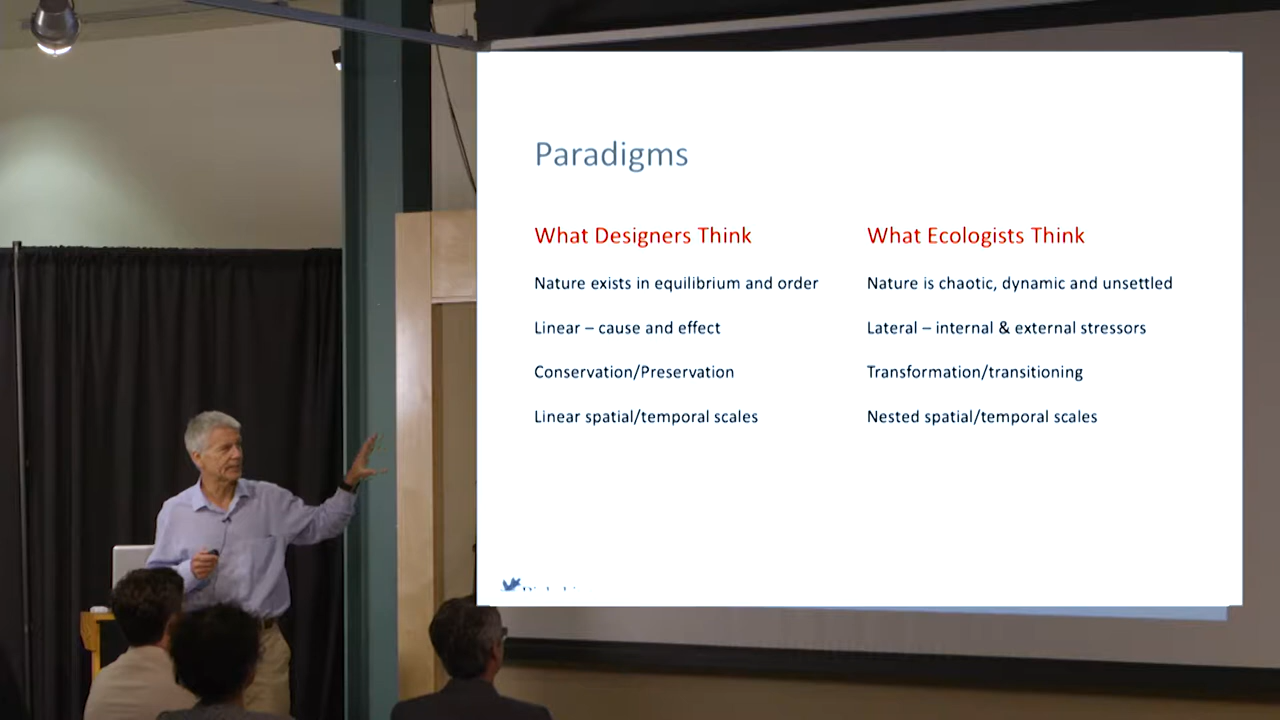 Paradigms
What Designers Think
Nature exists in equilibrium and order
Linear – cause and effect
Conservation/Preservation
Linear spatial/temporal scales
What Ecologists Think
Nature is chaotic, dynamic and unsettled
Lateral – internal & external stressors
Transformation/transitioning
Nested spatial/temporal scales